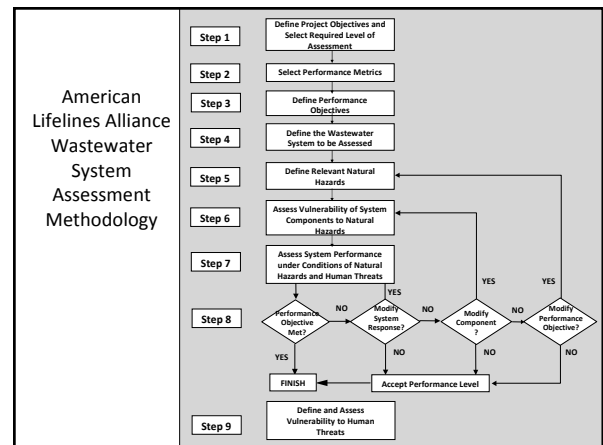 American
Lifelines Alliance
Wastewater
System
Assessment
Methodology
Step 1
Define Project Objectives and
Select Required Level of
Assessment
Step 2
Select Performance Metrics
Step 3
Define Performance
Objectives
Step 4
Define the Wastewater
System to be Assessed
Step 5
Define Relevant Natural
Hazards
Step 6
Assess Vulnerability of System
Components to Natural
Hazards
Step 7
Assess System Performance
under Conditions of Natural
Hazards and Human Threats
YES
YES
YES
Step 8
Performance
Objective
Met?
NO
Modify
System
Response?
NO
Modify
Component
?
NO
Modify
Performance
Objective?
YES
NO
NO
NO
FINISH
Accept Performance Level
Step 9
Define and Assess
Vulnerability to Human
Threats